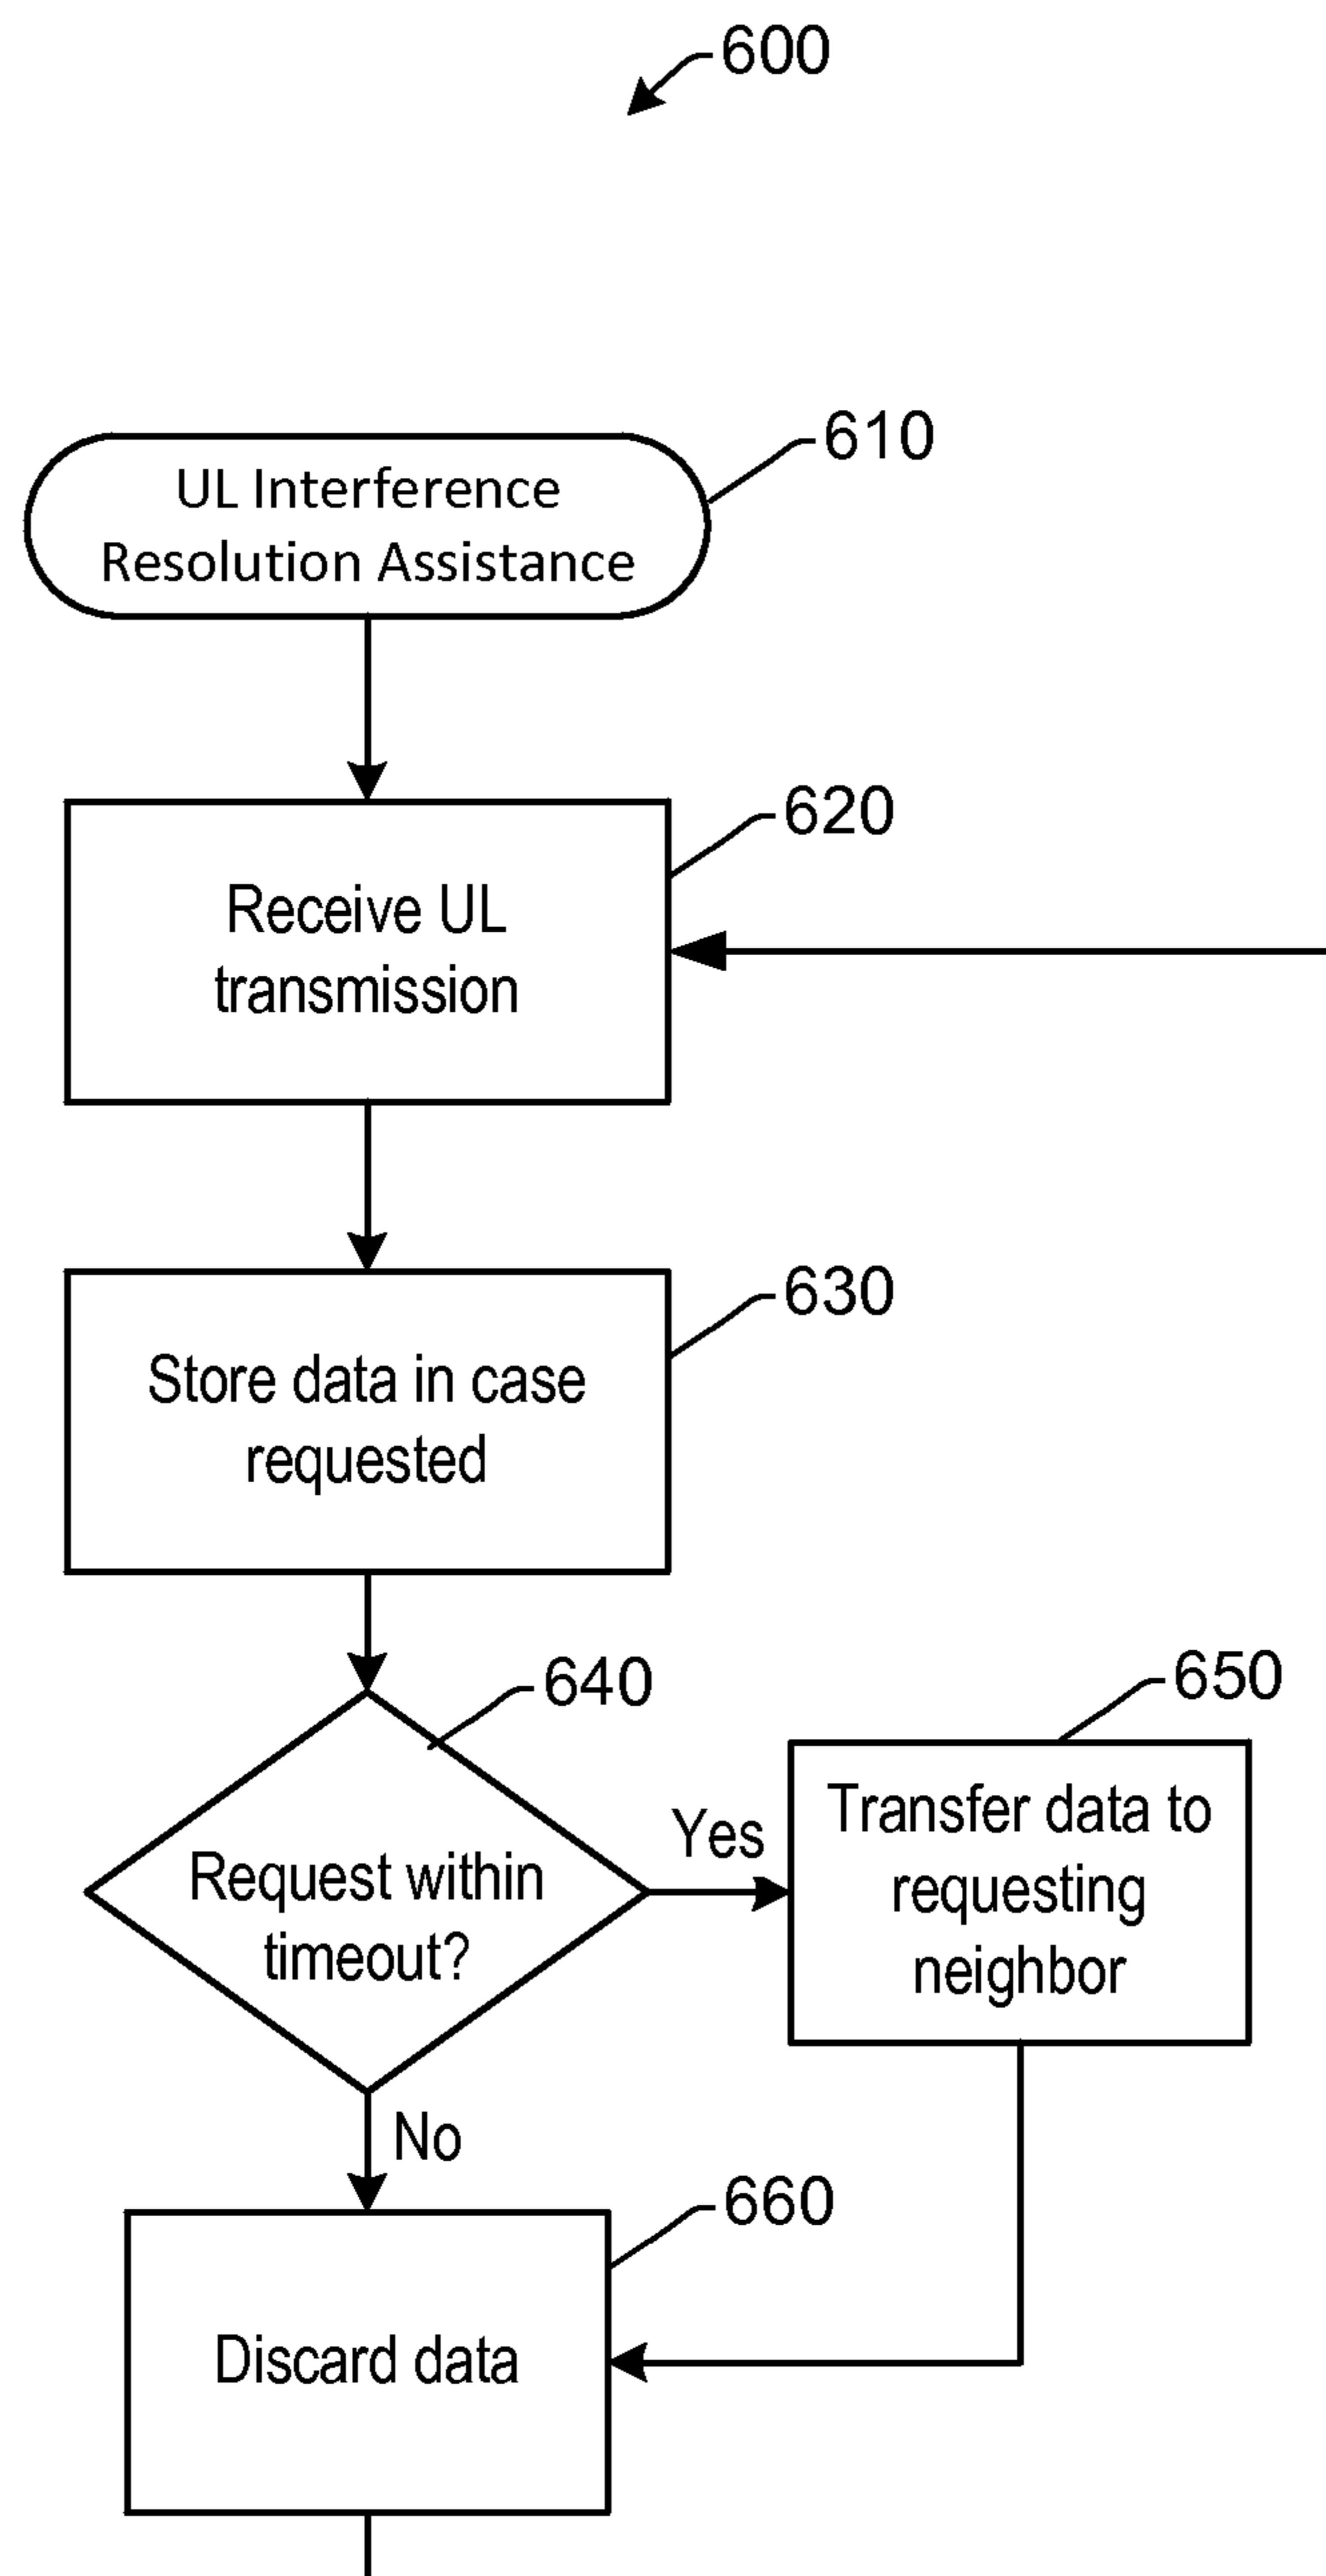 600
610
UL Interference
Resolution Assistance
620
Receive UL
transmission
630
Store data in case
requested
640
Request within
timeout?
Yes
650
Transfer data to
requesting
neighbor
No
660
Discard data